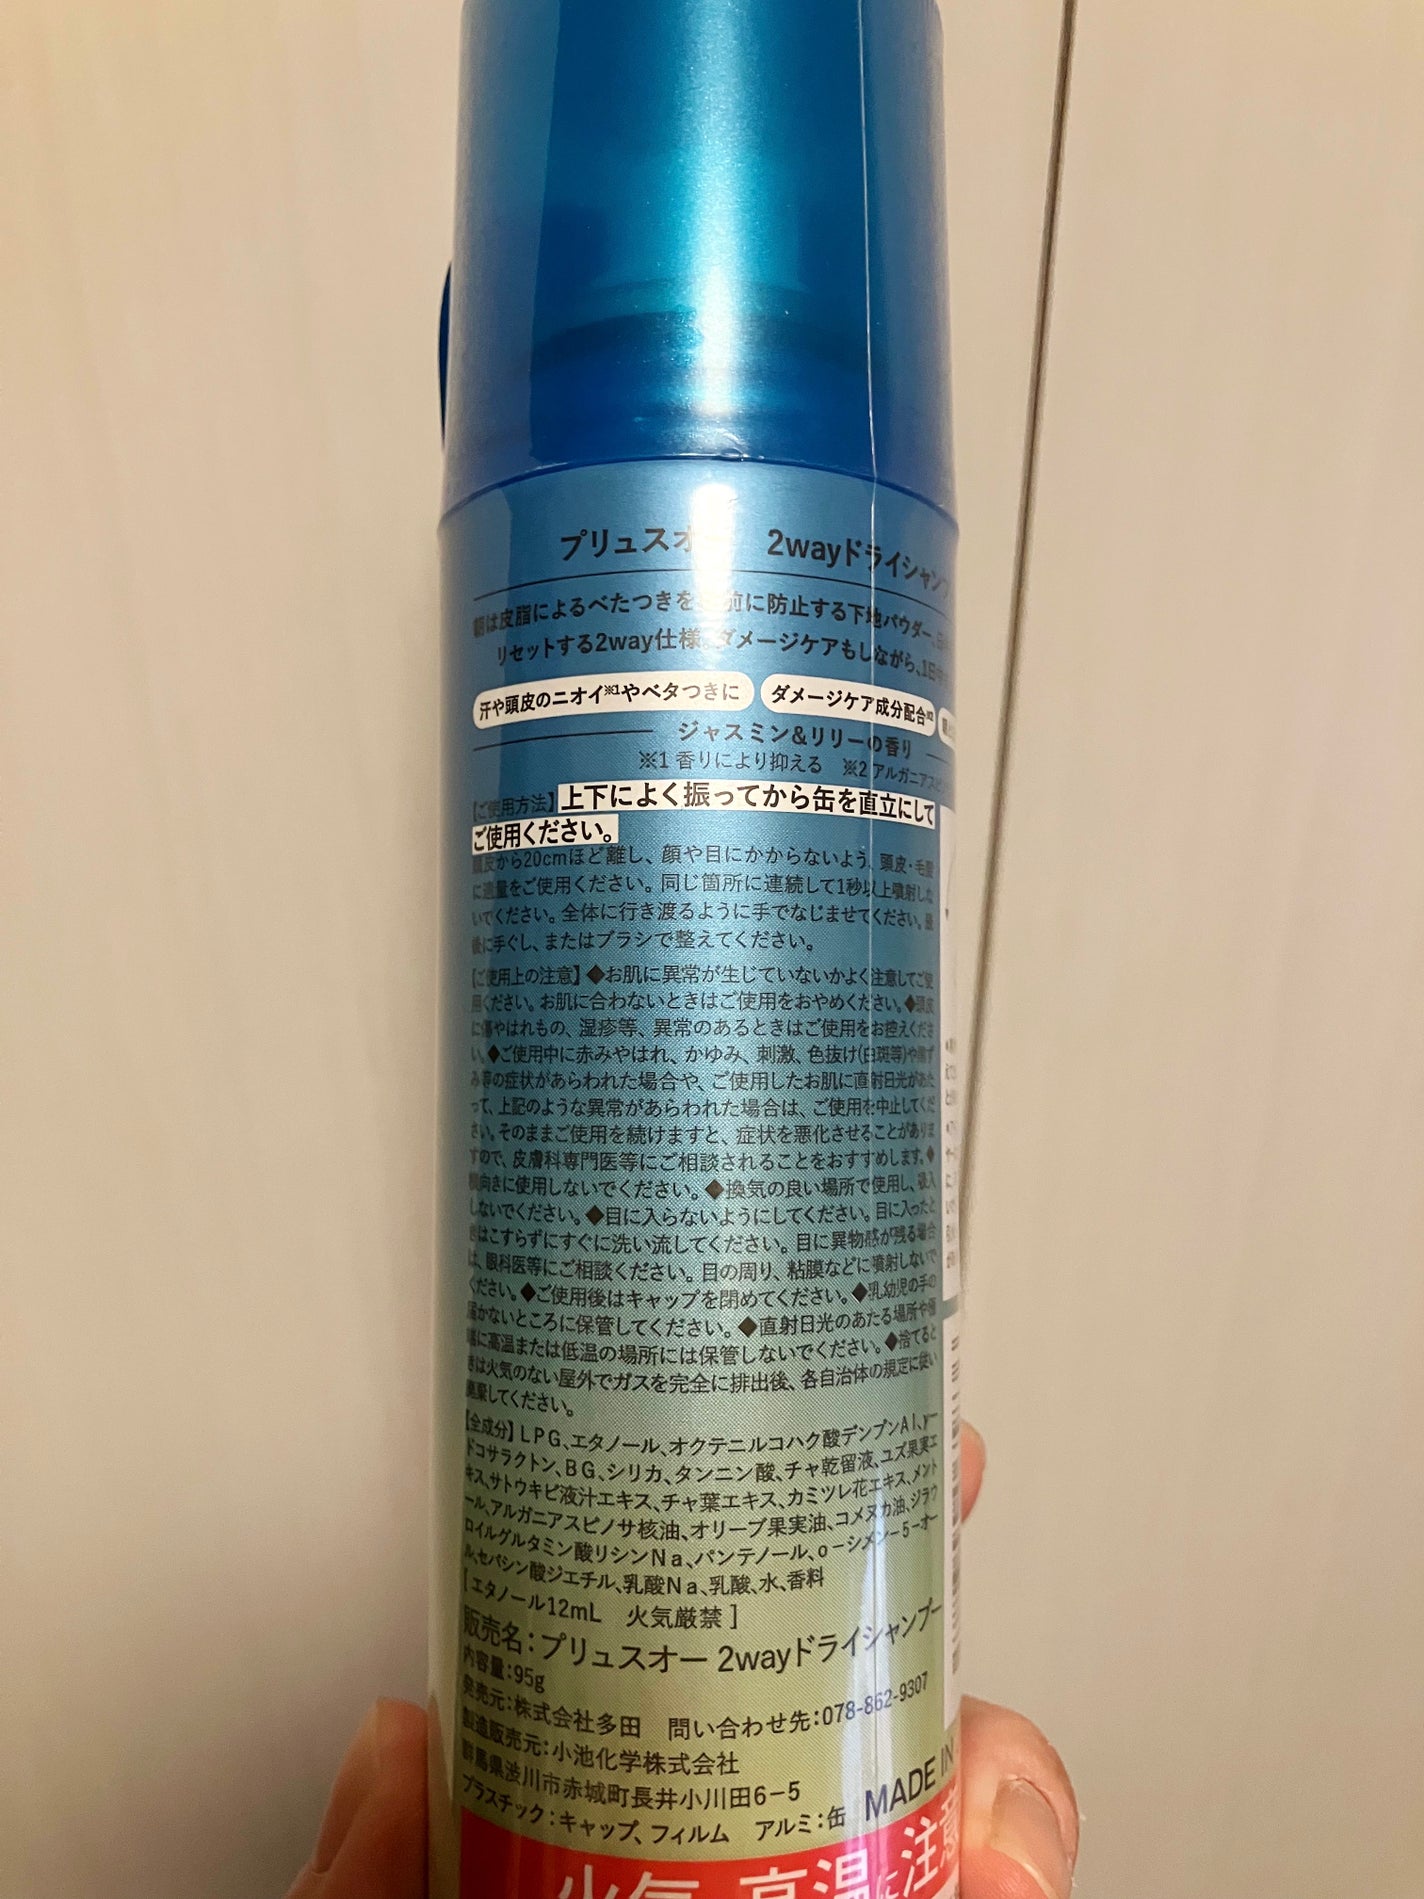 プリュスオー 2wayドライシャンプ
朝は皮脂によるべたつきを 前に防止する下地パウダー、
リセットする2way仕様。ダメージケアもしながら、1日
汗や頭皮のニオイ※1やベタつきに
ダメージケア成分配合※2
ジャスミン&リリーの香り
※1 香りにより抑える ※2 アルガニアスピ
【ご使用方法】上下によく振ってから缶を直立にして
ご使用ください。
頭皮から20cmほど離し、顔や目にかからないよう、頭皮・毛髪
に適量をご使用ください。同じ箇所に連続して1秒以上噴射しな
いでください。全体に行き渡るように手でなじませてください。最
後に手ぐし、またはブラシで整えてください。
【ご使用上の注意】◆お肌に異常が生じていないかよく注意してご使
用ください。お肌に合わないときはご使用をおやめください。◆頭皮
に傷やはれもの、湿疹等、異常のあるときはご使用をお控えくださ
い。◆ご使用中に赤みやはれ、かゆみ、刺激、色抜け(白斑等)や黒ず
み等の症状があらわれた場合や、ご使用したお肌に直射日光があた
って、上記のような異常があらわれた場合は、ご使用を中止してくだ
さい。そのままご使用を続けますと、症状を悪化させることがありま
すので、皮膚科専門医等にご相談されることをおすすめします。◆
横向きに使用しないでください。◆換気の良い場所で使用し、吸入
しないでください。◆目に入らないようにしてください。目に入ったと
きはこすらずにすぐに洗い流してください。目に異物感が残る場合
は、眼科医等にご相談ください。目の周り、粘膜などに噴射しないで
ください。◆ご使用後はキャップを閉めてください。◆乳幼児の手の
届かないところに保管してください。◆直射日光のあたる場所や極
端に高温または低温の場所には保管しないでください。◆捨てると
きは火気のない屋外でガスを完全に排出後、各自治体の規定に従い
廃棄してください。
【全成分】LPG、エタノール、オクテニルコハク酸デンプンAl、γー
ドコサラクトン、BG、シリカ、タンニン酸、チャ乾留液、ユズ果実エ
キス、サトウキビ液汁エキス、チャ葉エキス、カミツレ花エキス、メント
ール、アルガニアスピノサ核油、オリーブ果実油、コメヌカ油、ジラウ
ロイルグルタミン酸リシンNa、パンテノール、o－シメン－5－オー
ル、セバシン酸ジエチル、乳酸Na、乳酸、水、香料
[ エタノール12mL 火気厳禁 ]
販売名：プリュスオー 2wayドライシャンプー
内容量：95g
発売元：株式会社多田 問い合わせ先：078-862-9307
製造販売元：小池化学株式会社
群馬県渋川市赤城町長井小川田6－5
プラスチック：キャップ、フィルム アルミ：缶 MADE IN
火気と高温に注意